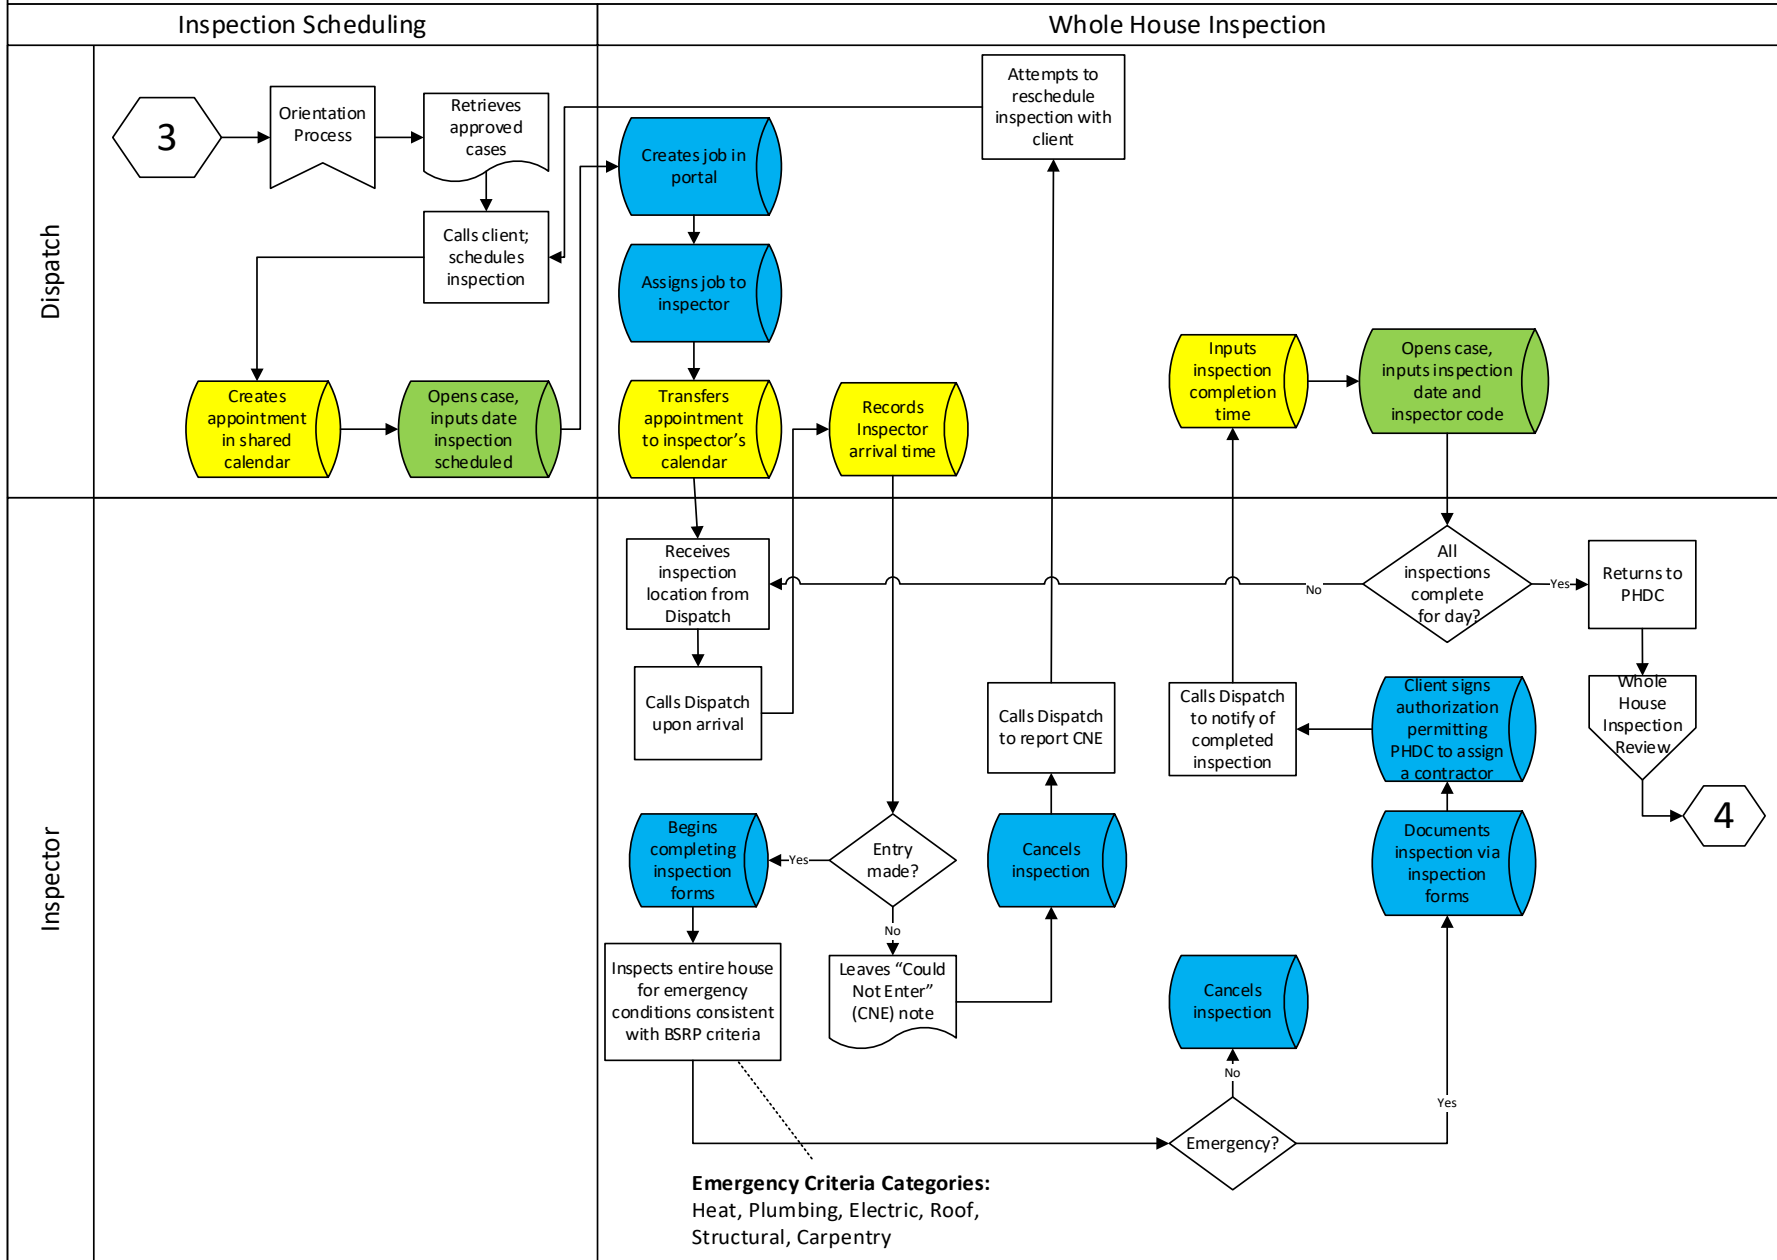 Inspection Scheduling
Whole House Inspection
Dispatch
3
Orientation
Process
Retrieves
approved
cases
Calls client;
schedules
inspection
Creates
appointment
in shared
calendar
Opens case,
inputs date
inspection
scheduled
Creates job in
portal
Assigns job to
inspector
Transfers
appointment
to inspector’s
calendar
Records
Inspector
arrival time
Attempts to
reschedule
inspection with
client
Inputs
inspection
completion
time
Opens case,
inputs inspection
date and
inspector code
Inspector
Receives
inspection
location from
Dispatch
Calls Dispatch
upon arrival
Entry
made?
Yes
No
Begins
completing
inspection
forms
Inspects entire house
for emergency
conditions consistent
with BSRP criteria
Leaves “Could
Not Enter”
(CNE) note
Cancels
inspection
Calls Dispatch
to report CNE
Emergency?
No
Yes
Cancels
inspection
Documents
inspection via
inspection
forms
Client signs
authorization
permitting
PHDC to assign
a contractor
Calls Dispatch
to notify of
completed
inspection
All
inspections
complete
for day?
No
Yes
Returns to
PHDC
Whole
House
Inspection
Review
4
Emergency Criteria Categories:
Heat, Plumbing, Electric, Roof,
Structural, Carpentry